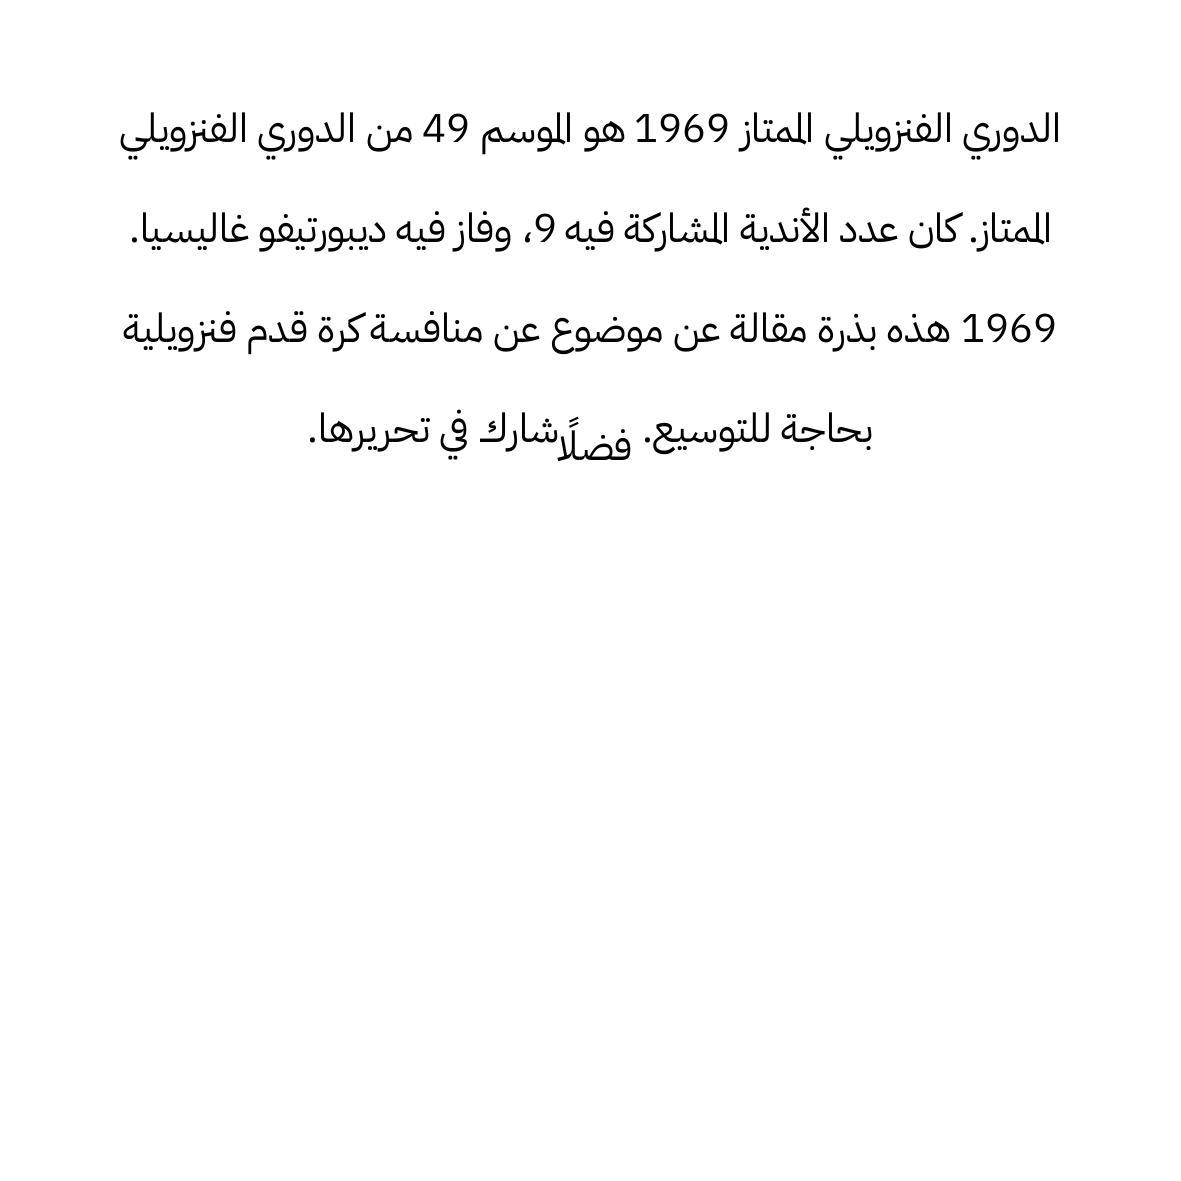 الدوري الفنزويلي الممتاز 1969 هو الموسم 49 من الدوري الفنزويلي
الممتاز. كان عدد الأندية المشاركة فيه 9، وفاز فيه ديبورتيفو غاليسيا.
1969 هذه بذرة مقالة عن موضوع عن منافسة كرة قدم فنزويلية
بحاجة للتوسيع. فضلًا شارك في تحريرها.